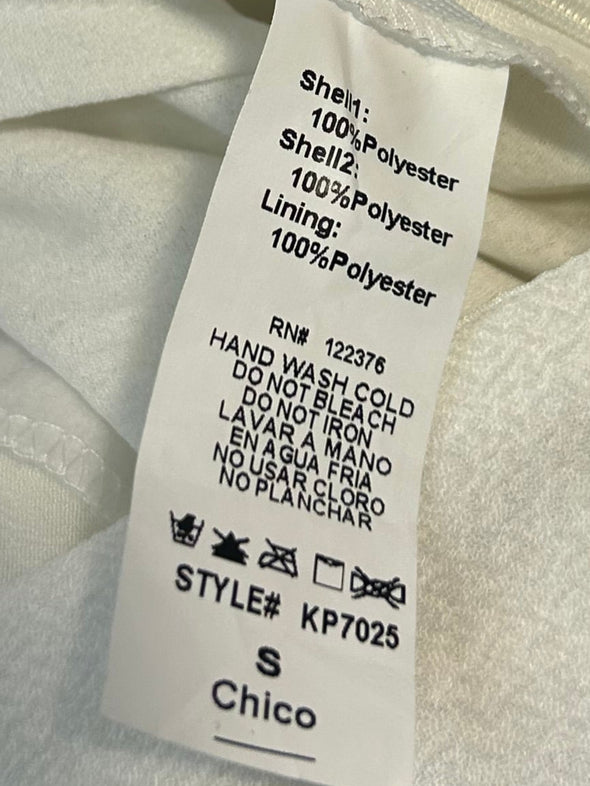 Shell1:
100%Polyester
Shell2:
100%Polyester
Lining:
100%Polyester
RN# 122376
HAND WASH COLD
DO NOT BLEACH
DO NOT IRON
LAVAR A MANO
EN AGUA FRIA
NO USAR CLORO
NO PLANCHAR
STYLE# KP7025
S
Chico